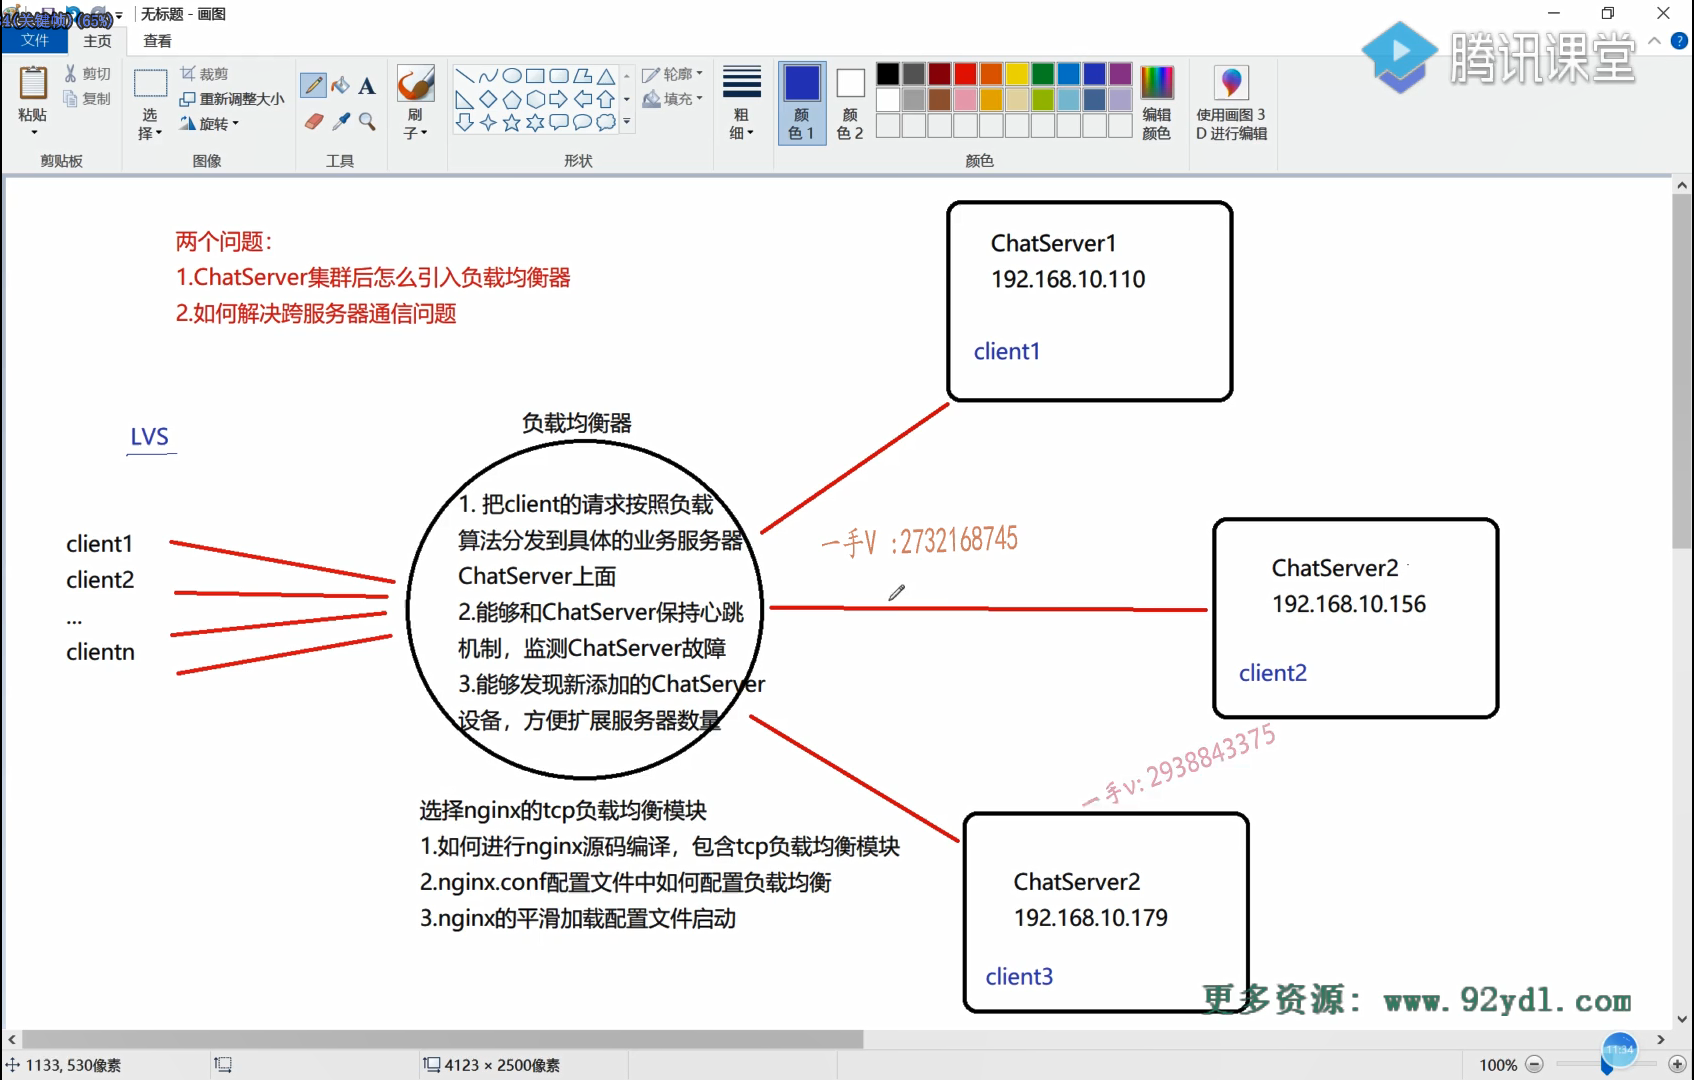 无标题 - 画图
文件
主页
查看
粘贴
剪切
复制
剪贴板
选择
裁剪
重新调整大小
旋转
图像
工具
刷子
形状
轮廓
填充
粗细
颜色 1
颜色 2
颜色
编辑颜色
使用画图 3
D 进行编辑
腾讯课堂
两个问题:
1.ChatServer集群后怎么引入负载均衡器
2.如何解决跨服务器通信问题
ChatServer1
192.168.10.110
client1
LVS
负载均衡器
client1
client2
...
clientn
1. 把client的请求按照负载
算法分发到具体的业务服务器
ChatServer上面
2.能够和ChatServer保持心跳
机制，监测ChatServer故障
3.能够发现新添加的ChatServer
设备，方便扩展服务器数量
一手V :2732168745
ChatServer2
192.168.10.156
client2
一手v: 2938843375
选择nginx的tcp负载均衡模块
1.如何进行nginx源码编译，包含tcp负载均衡模块
2.nginx.conf配置文件中如何配置负载均衡
3.nginx的平滑加载配置文件启动
ChatServer2
192.168.10.179
client3
更多资源: www.92ydl.com
1133, 530像素
4123 × 2500像素
100%
11:34